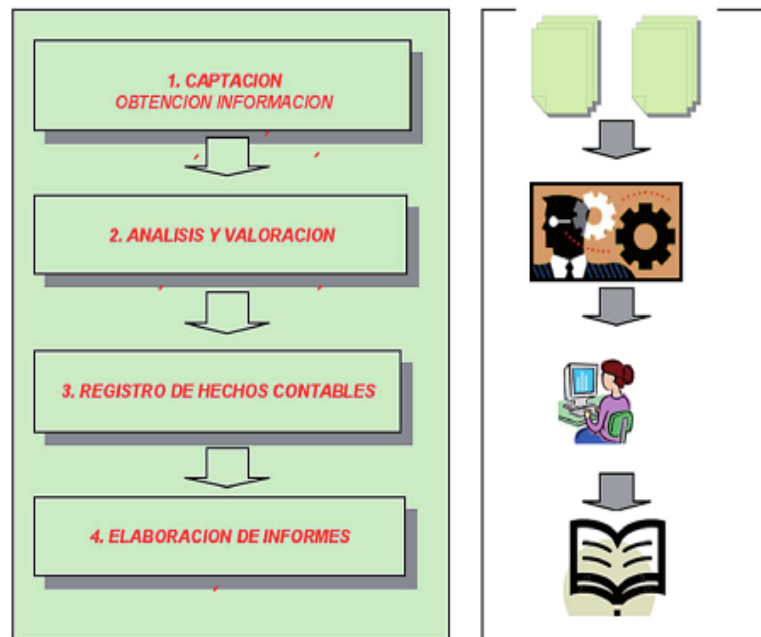 1. CAPTACION
OBTENCION INFORMACION
2. ANALISIS Y VALORACION
3. REGISTRO DE HECHOS CONTABLES
4. ELABORACION DE INFORMES